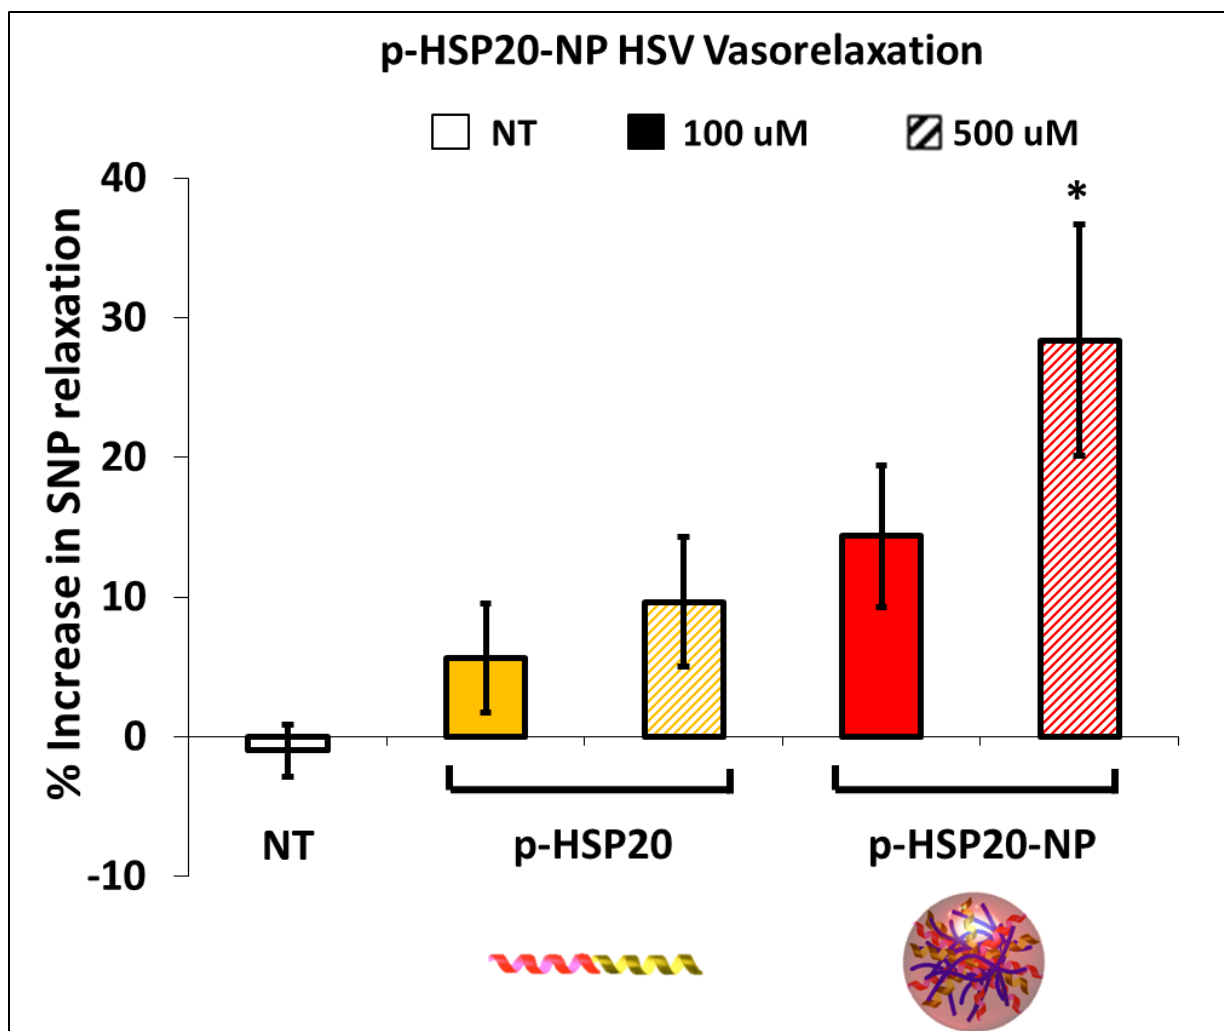 p-HSP20-NP HSV Vasorelaxation
NT 100 uM 500 uM
% Increase in SNP relaxation
40
30
20
10
0
-10
*
NT p-HSP20 p-HSP20-NP